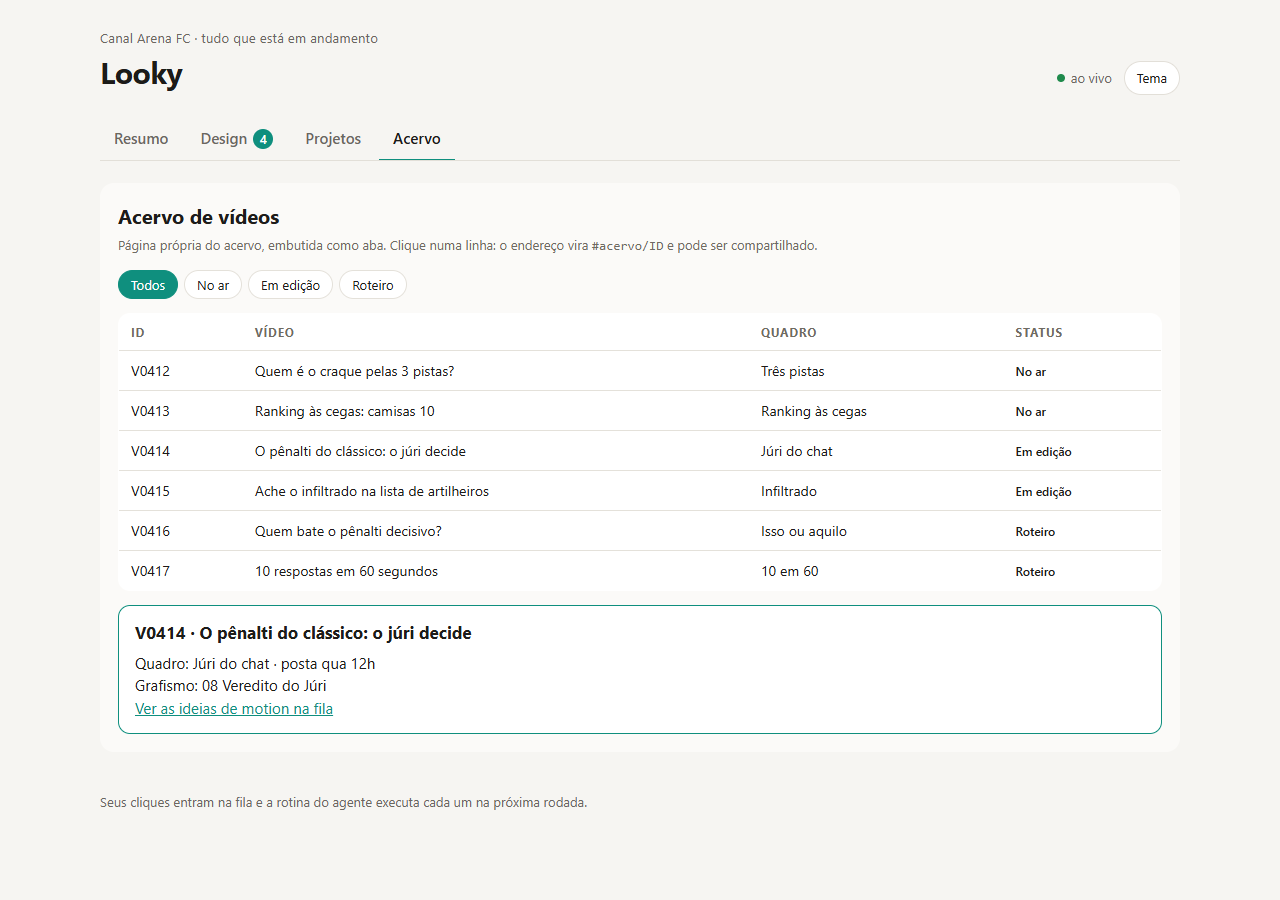 Canal Arena FC · tudo que está em andamento
Looky
ao vivo
Tema
Resumo
Design 4
Projetos
Acervo
Acervo de vídeos
Página própria do acervo, embutida como aba. Clique numa linha: o endereço vira #acervo/ID e pode ser compartilhado.
Todos
No ar
Em edição
Roteiro
ID VÍDEO QUADRO STATUS
V0412 Quem é o craque pelas 3 pistas? Três pistas No ar
V0413 Ranking às cegas: camisas 10 Ranking às cegas No ar
V0414 O pênalti do clássico: o júri decide Júri do chat Em edição
V0415 Ache o infiltrado na lista de artilheiros Infiltrado Em edição
V0416 Quem bate o pênalti decisivo? Isso ou aquilo Roteiro
V0417 10 respostas em 60 segundos 10 em 60 Roteiro
V0414 · O pênalti do clássico: o júri decide
Quadro: Júri do chat · posta qua 12h
Grafismo: 08 Veredito do Júri
Ver as ideias de motion na fila
Seus cliques entram na fila e a rotina do agente executa cada um na próxima rodada.